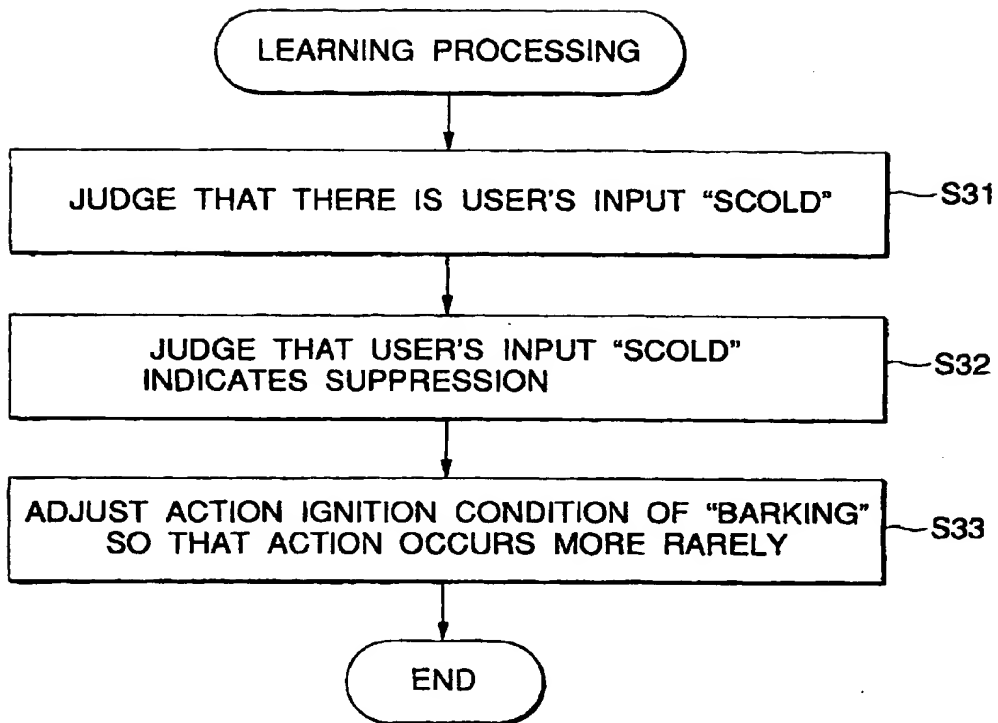 LEARNING PROCESSING
JUDGE THAT THERE IS USER'S INPUT “SCOLD”
S31
JUDGE THAT USER'S INPUT “SCOLD”
INDICATES SUPPRESSION
S32
ADJUST ACTION IGNITION CONDITION OF “BARKING”
SO THAT ACTION OCCURS MORE RARELY
S33
END